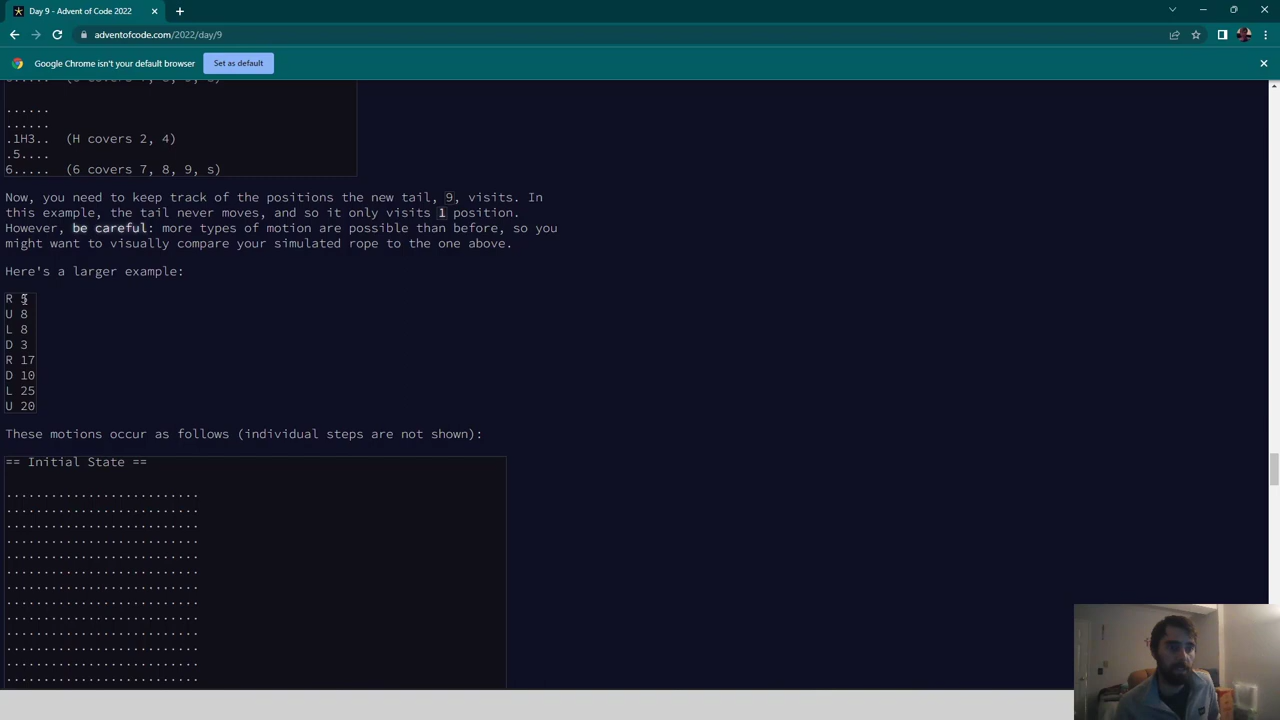 Day 9 - Advent of Code 2022
adventofcode.com/2022/day/9
Google Chrome isn't your default browser
Set as default
......
......
.1H3.. (H covers 2, 4)
.5....
6..... (6 covers 7, 8, 9, s)
Now, you need to keep track of the positions the new tail, 9, visits. In
this example, the tail never moves, and so it only visits 1 position.
However, be careful: more types of motion are possible than before, so you
might want to visually compare your simulated rope to the one above.
Here's a larger example:
R 5
U 8
L 8
D 3
R 17
D 10
L 25
U 20
These motions occur as follows (individual steps are not shown):
== Initial State ==
..........................
..........................
..........................
..........................
..........................
..........................
..........................
..........................
..........................
..........................
..........................
..........................
..........................